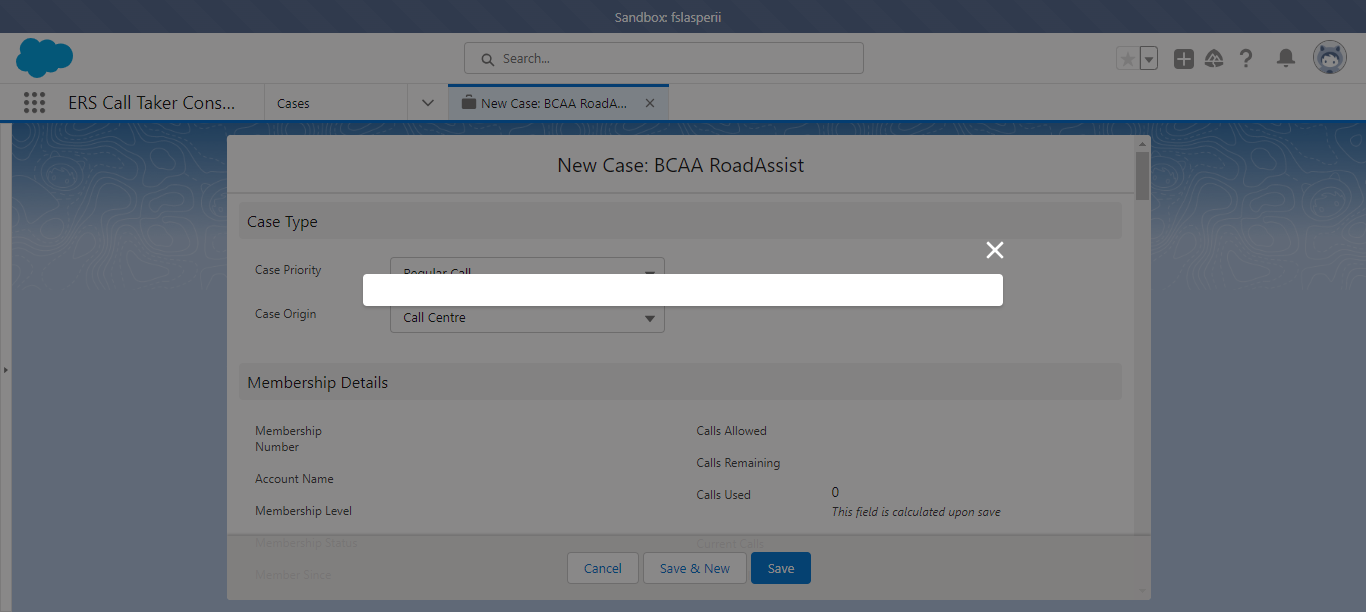 Sandbox: fslasperii
Search...
ERS Call Taker Cons...
Cases
New Case: BCAA RoadA...
New Case: BCAA RoadAssist
Case Type
Case Priority
Regular Call
Case Origin
Call Centre
Membership Details
Membership
Number
Calls Allowed
Calls Remaining
Account Name
Calls Used
0
This field is calculated upon save
Membership Level
Membership Status
Current Calls
Member Since
Cancel
Save & New
Save